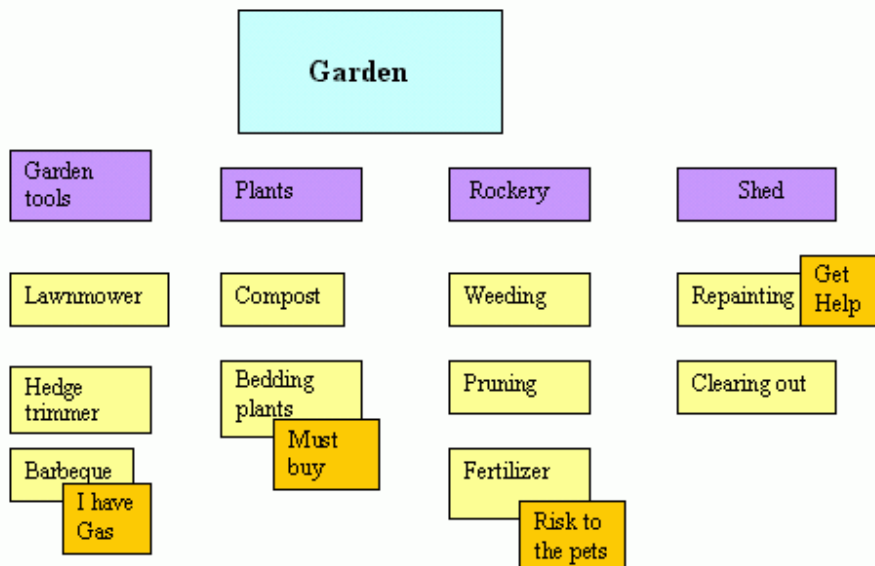 Garden
Garden
tools
Plants
Rockery
Shed
Lawnmower
Compost
Weeding
Repainting
Get
Help
Hedge
trimmer
Bedding
plants
Must
buy
Pruning
Clearing out
Barbeque
I have
Gas
Fertilizer
Risk to
the pets